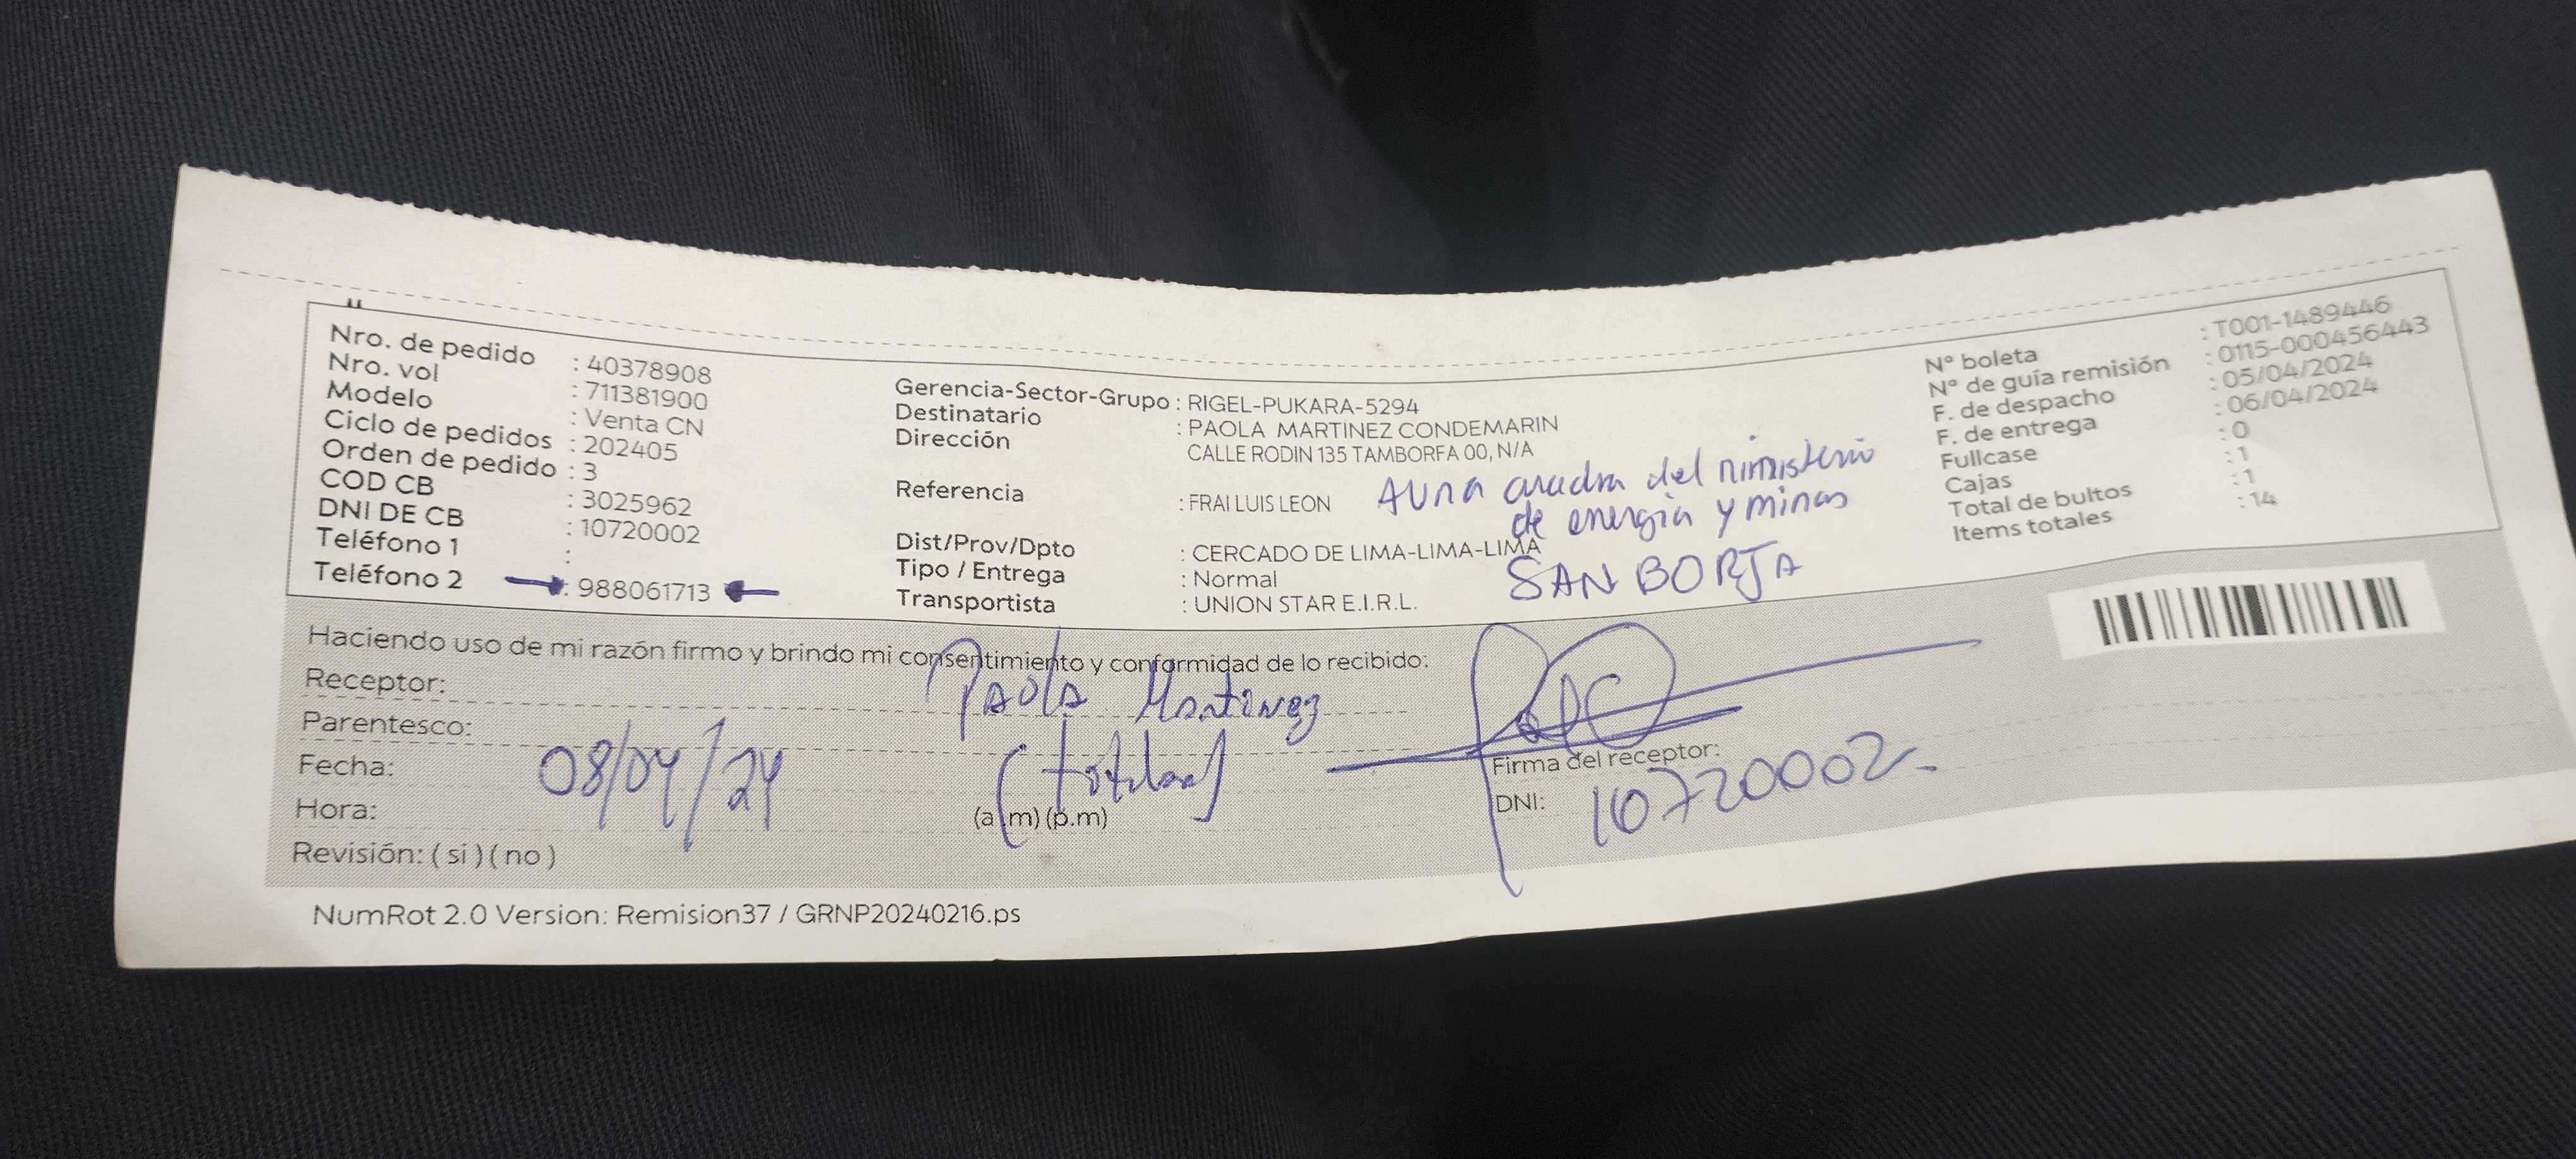 Nro. de pedido : 40378908
Nro. vol : 711381900
Modelo : Venta CN
Ciclo de pedidos : 202405
Orden de pedido : 3
COD CB : 3025962
DNI DE CB : 10720002
Teléfono 1 :
Teléfono 2 : 988061713
Gerencia-Sector-Grupo : RIGEL-PUKARA-5294
Destinatario : PAOLA MARTINEZ CONDEMARIN
Dirección CALLE RODIN 135 TAMBORFA 00, N/A
Referencia : FRAI LUIS LEON
A una cuadra del ministerio
de energia y minas
SAN BORJA
Dist/Prov/Dpto : CERCADO DE LIMA-LIMA-LIMA
Tipo / Entrega : Normal
Transportista : UNION STAR E.I.R.L.
N° boleta : T001-1489446
N° de guía remisión : 0115-000456443
F. de despacho : 05/04/2024
F. de entrega : 06/04/2024
Fullcase : 0
Cajas : 1
Total de bultos : 1
Items totales : 14
Haciendo uso de mi razón firmo y brindo mi consentimiento y conformidad de lo recibido:
Receptor: Paola Martinez
Parentesco: (titular)
Fecha: 08/04/24
Hora: (a.m) (p.m)
Revisión: ( si ) ( no )
Firma del receptor:
DNI: 10720002-
NumRot 2.0 Version: Remision37 / GRNP20240216.ps